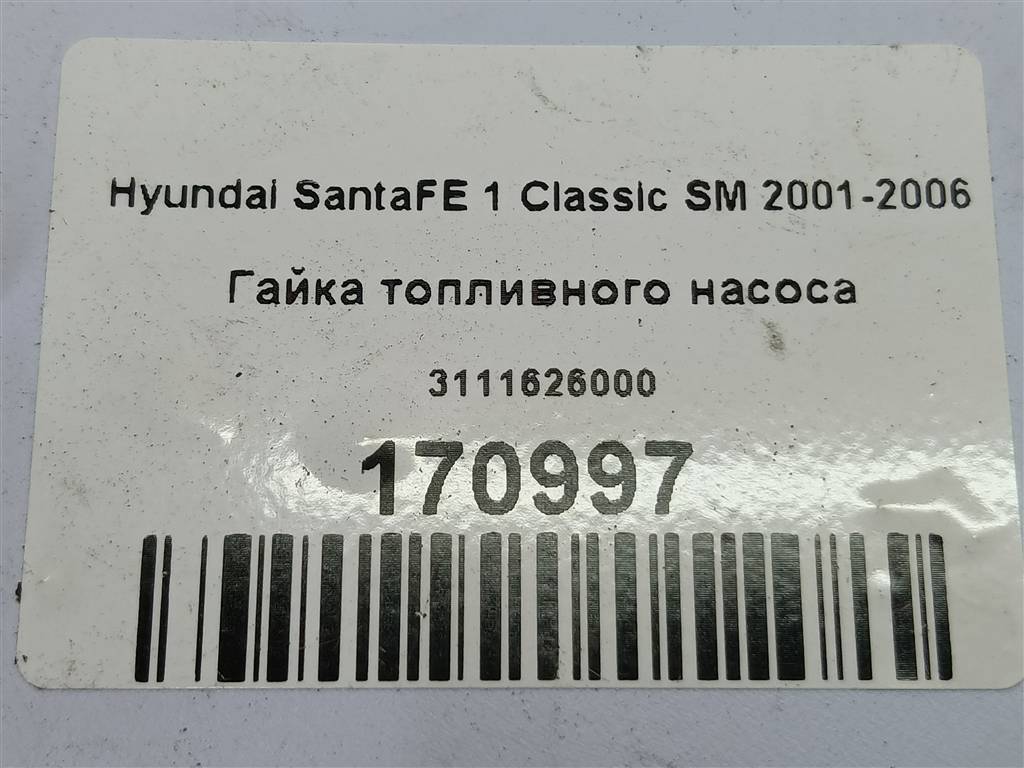 Hyundai SantaFE 1 Classic SM 2001-2006
Гайка топливного насоса
3111626000
170997